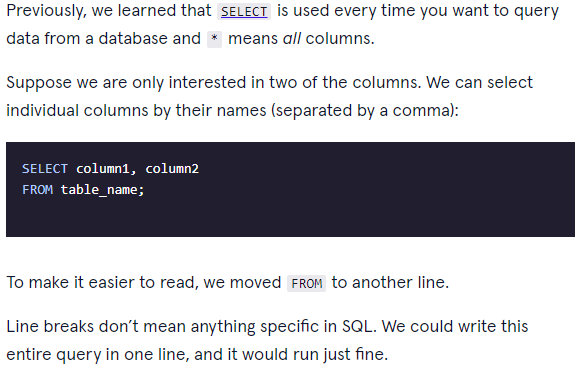 Previously, we learned that SELECT is used every time you want to query
data from a database and * means all columns.
Suppose we are only interested in two of the columns. We can select
individual columns by their names (separated by a comma):
SELECT column1, column2
FROM table_name;
To make it easier to read, we moved FROM to another line.
Line breaks don’t mean anything specific in SQL. We could write this
entire query in one line, and it would run just fine.